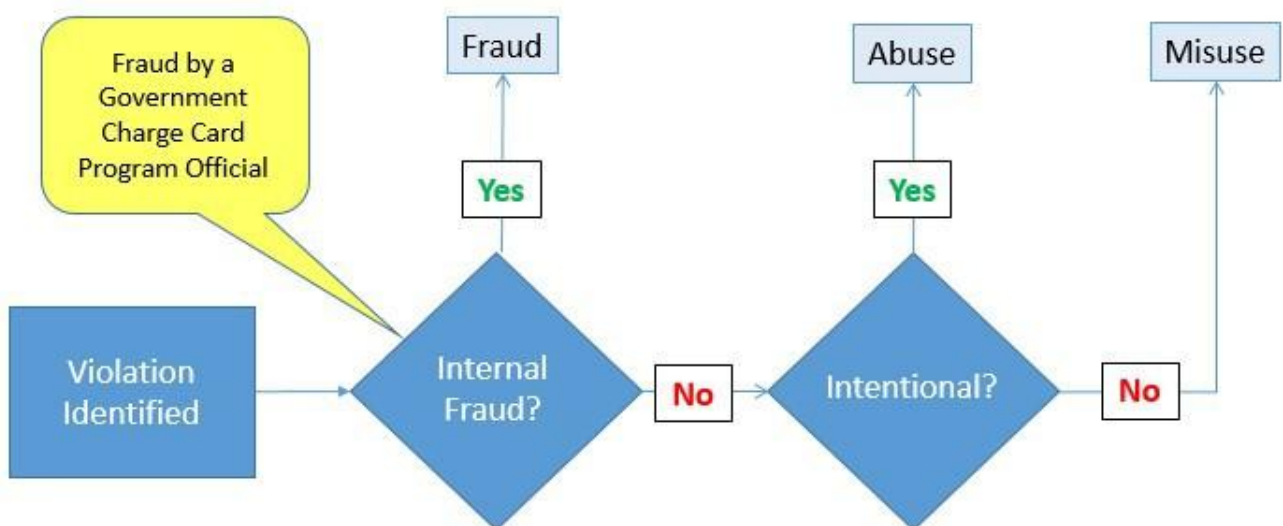 Fraud by a
Government
Charge Card
Program Official
Fraud
Abuse
Misuse
Yes
Yes
Violation
Identified
Internal
Fraud?
No
Intentional?
No